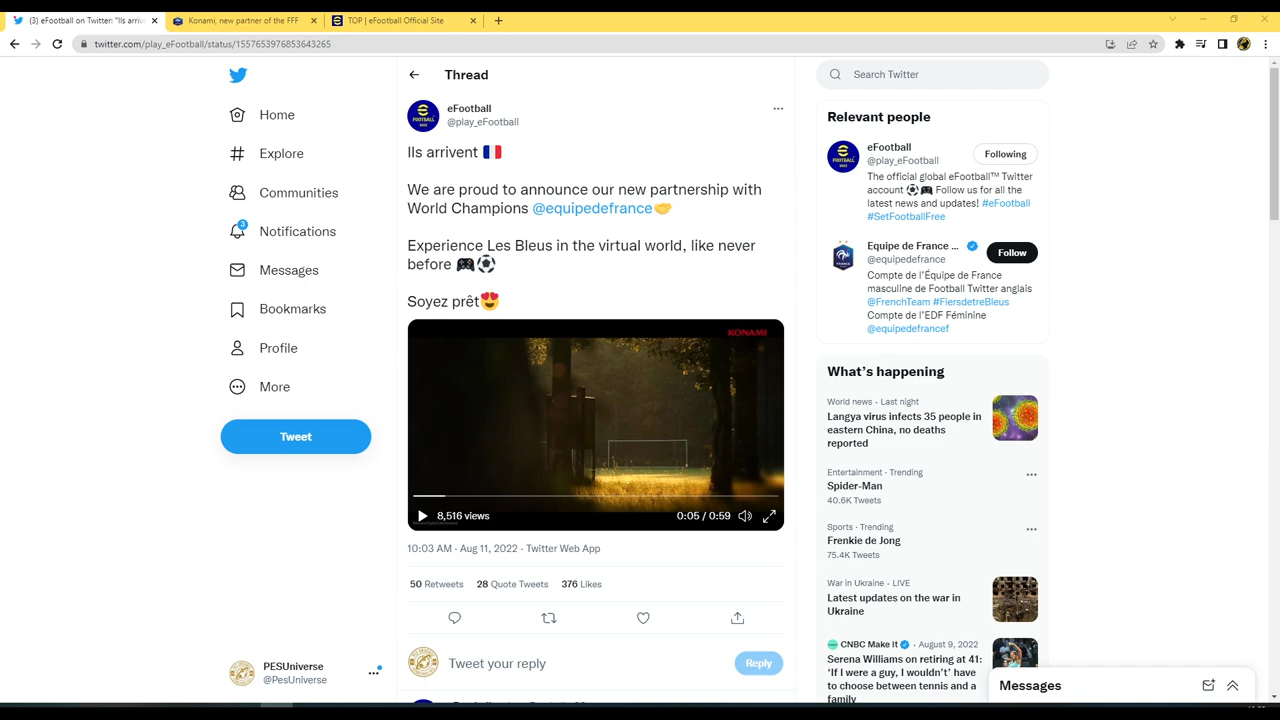 (3) eFootball on Twitter: "Ils arrive
Konami, new partner of the FFF
TOP | eFootball Official Site
twitter.com/play_eFootball/status/1557653976853643265
Thread
Search Twitter
Home
Explore
Communities
3
Notifications
Messages
Bookmarks
Profile
More
Tweet
PESUniverse
@PesUniverse
eFootball
@play_eFootball
Ils arrivent 🇫🇷
We are proud to announce our new partnership with
World Champions @equipedefrance🤝
Experience Les Bleus in the virtual world, like never
before 🎮⚽
Soyez prêt😍
KONAMI
8,516 views
0:05 / 0:59
10:03 AM · Aug 11, 2022 · Twitter Web App
50 Retweets 28 Quote Tweets 376 Likes
Tweet your reply
Reply
Relevant people
eFootball
@play_eFootball
Following
The official global eFootball™ Twitter
account ⚽🎮 Follow us for all the
latest news and updates! #eFootball
#SetFootballFree
Equipe de France ...
@equipedefrance
Follow
Compte de l'Équipe de France
masculine de Football Twitter anglais
@FrenchTeam #FiersdetreBleus
Compte de l'EDF Féminine
@equipedefrancef
What's happening
World news · Last night
Langya virus infects 35 people in
eastern China, no deaths
reported
Entertainment · Trending
Spider-Man
40.6K Tweets
Sports · Trending
Frenkie de Jong
75.4K Tweets
War in Ukraine · LIVE
Latest updates on the war in
Ukraine
CNBC Make It · August 9, 2022
Serena Williams on retiring at 41:
'If I were a guy, I wouldn't' have
to choose between tennis and a
family
Messages